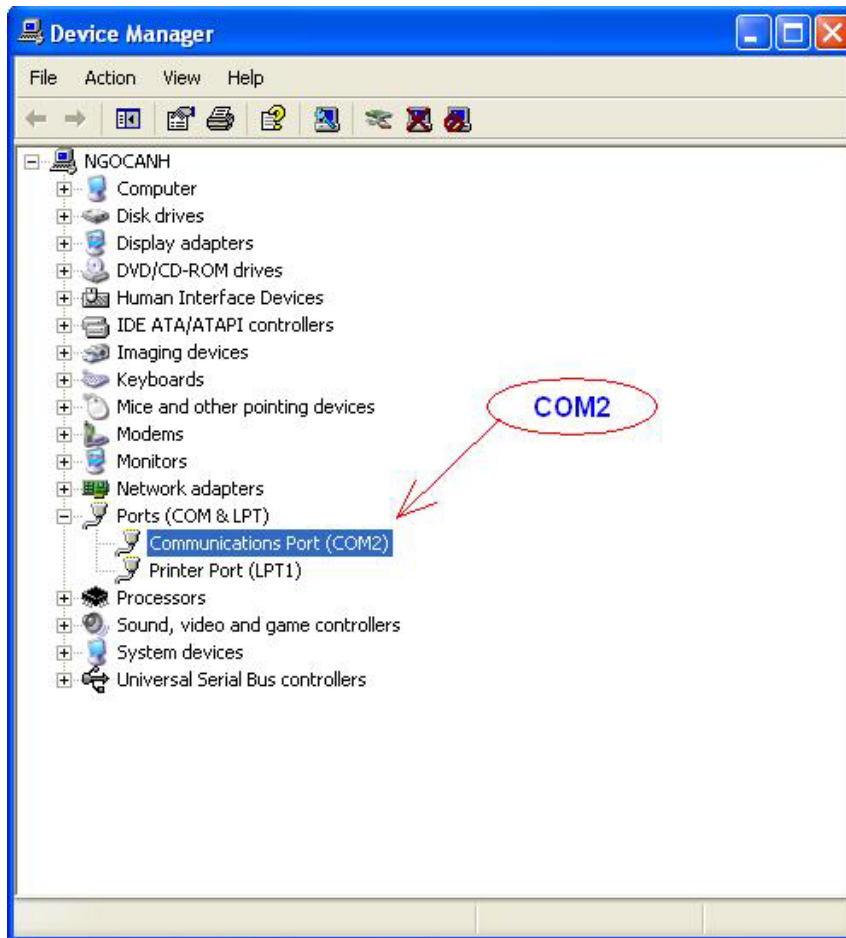 Device Manager
File Action View Help
NGOCANH
Computer
Disk drives
Display adapters
DVD/CD-ROM drives
Human Interface Devices
IDE ATA/ATAPI controllers
Imaging devices
Keyboards
Mice and other pointing devices
COM2
Modems
Monitors
Network adapters
Ports (COM & LPT)
Communications Port (COM2)
Printer Port (LPT1)
Processors
Sound, video and game controllers
System devices
Universal Serial Bus controllers